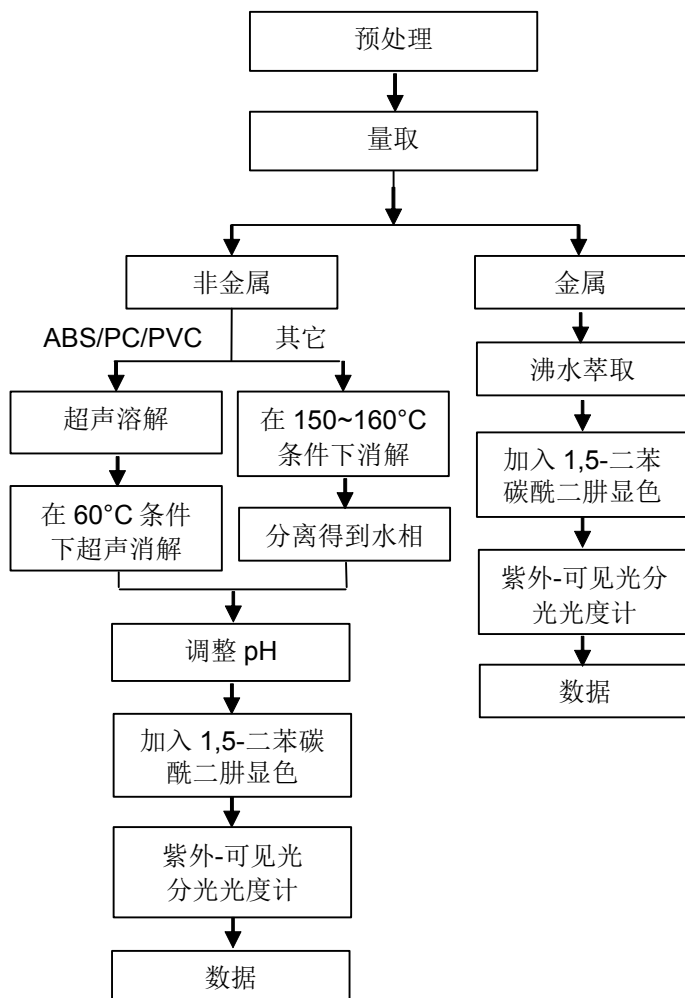 预处理
量取
非金属
金属
ABS/PC/PVC
其它
沸水萃取
超声溶解
在 150~160°C
条件下消解
加入 1,5-二苯
碳酰二肼显色
在 60°C 条件
下超声消解
分离得到水相
紫外-可见光分
光光度计
调整 pH
数据
加入 1,5-二苯碳
酰二肼显色
紫外-可见光
分光光度计
数据